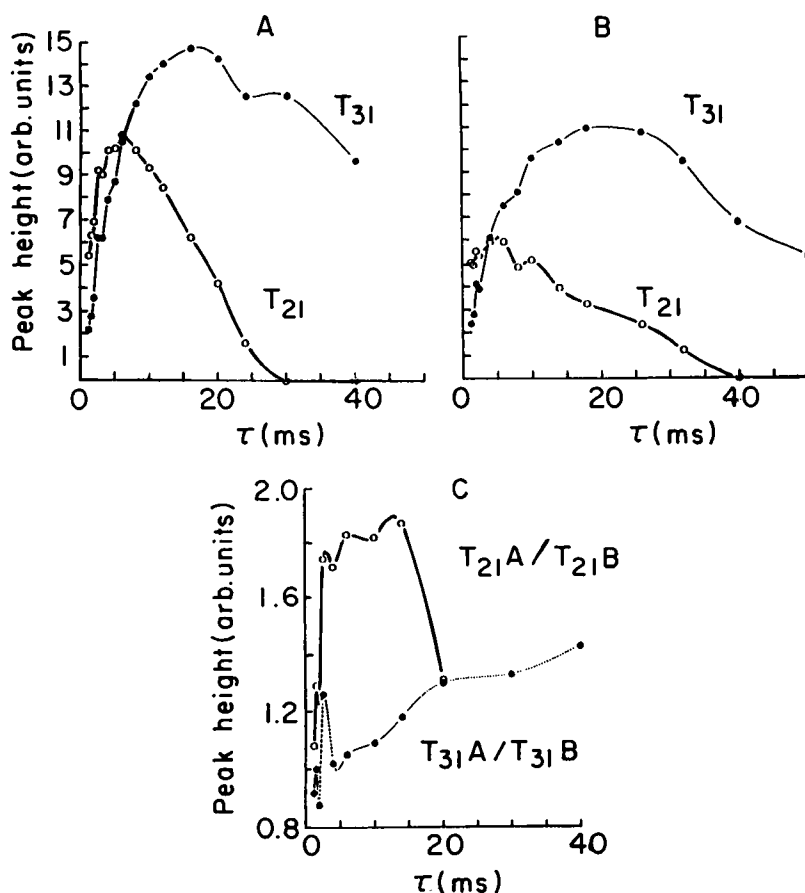 A
Peak height (arb. units)
15
13
11
9
7
5
3
1
T31
T21
0
20
40
τ (ms)
B
T31
T21
0
20
40
τ (ms)
C
Peak height (arb. units)
2.0
1.6
1.2
0.8
T21A/T21B
T31A/T31B
0
20
40
τ (ms)